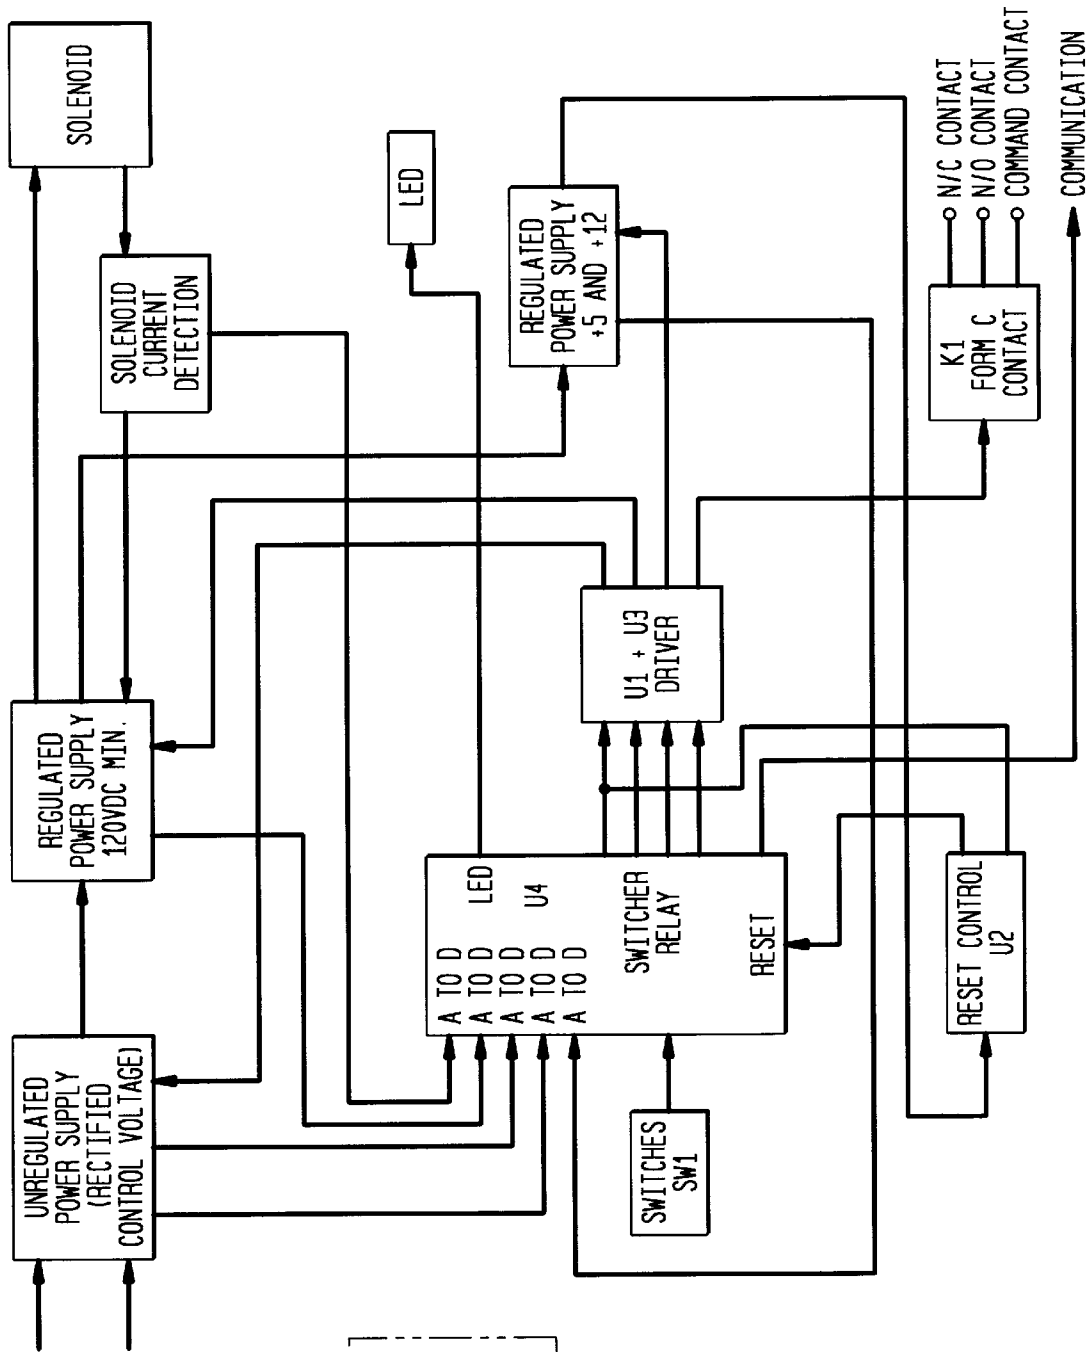 UNREGULATED
POWER SUPPLY
(RECTIFIED
CONTROL VOLTAGE)
REGULATED
POWER SUPPLY
120VDC MIN.
SOLENOID
CURRENT
DETECTION
SOLENOID
A TO D
A TO D
A TO D
A TO D
A TO D
LED
U4
SWITCHER
RELAY
RESET
LED
SWITCHES
SW1
U1 + U3
DRIVER
REGULATED
POWER SUPPLY
+5 AND +12
RESET CONTROL
U2
K1
FORM C
CONTACT
N/C CONTACT
N/O CONTACT
COMMAND CONTACT
COMMUNICATION